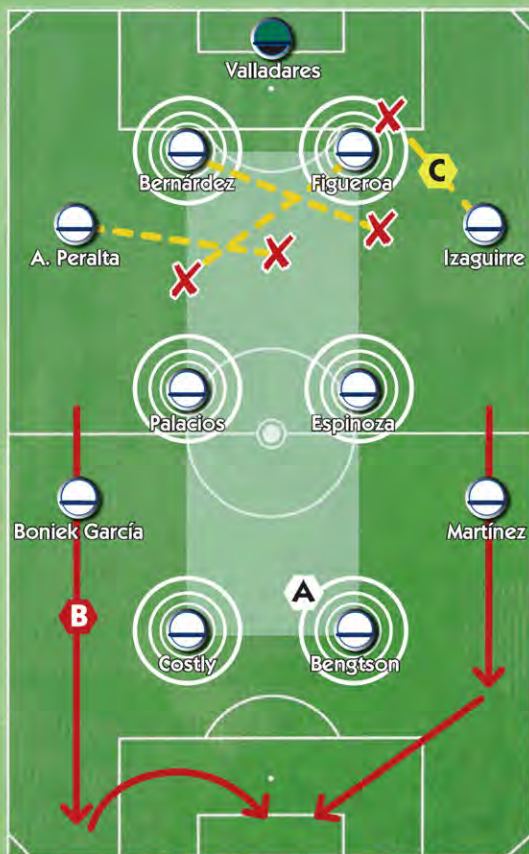 Valladares
Bernárdez
Figueroa
C
A. Peralta
Izaguirre
Palacios
Espinoza
Boniek García
Martínez
A
B
Costly
Bengtson